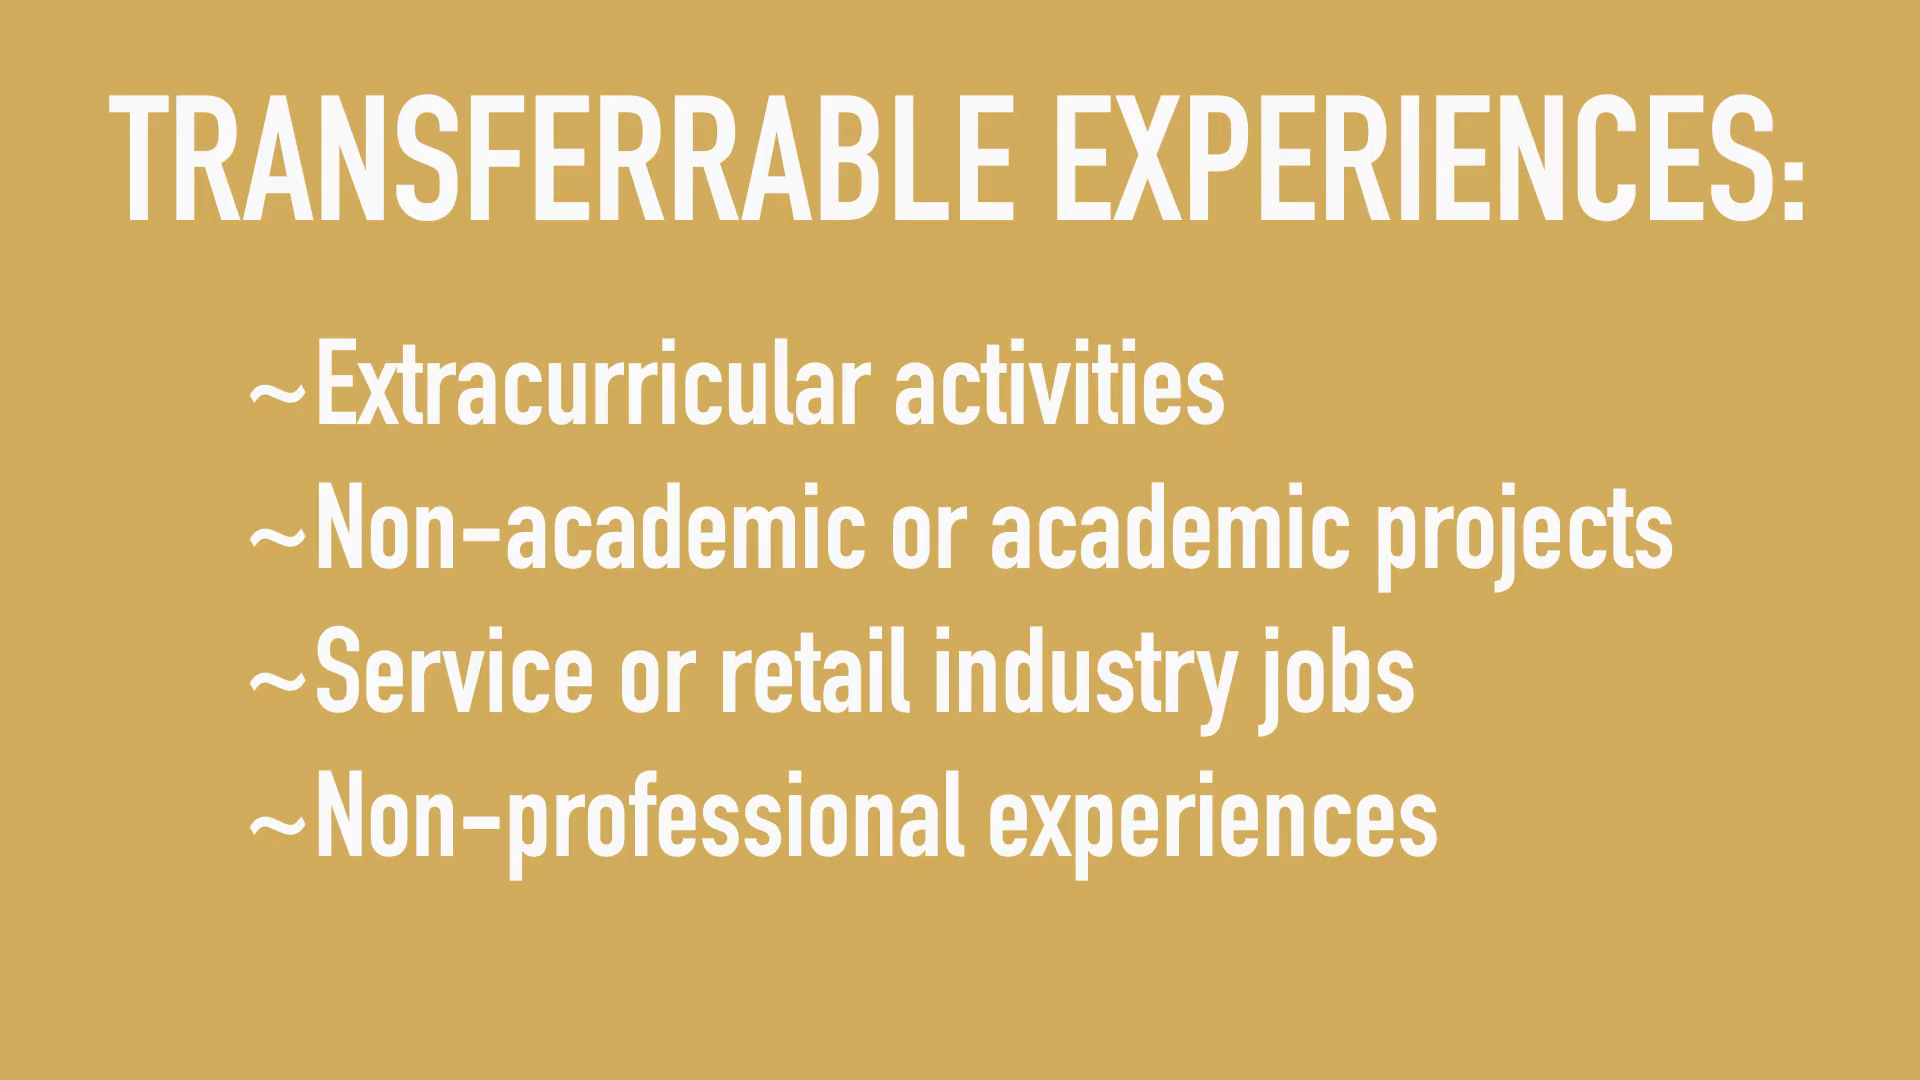 TRANSFERRABLE EXPERIENCES:
~Extracurricular activities
~Non-academic or academic projects
~Service or retail industry jobs
~Non-professional experiences